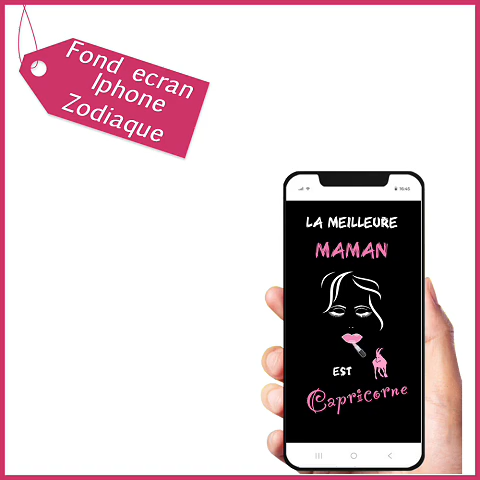 Fond ecran
Iphone
Zodiaque
LA MEILLEURE
MAMAN
EST
Capricorne